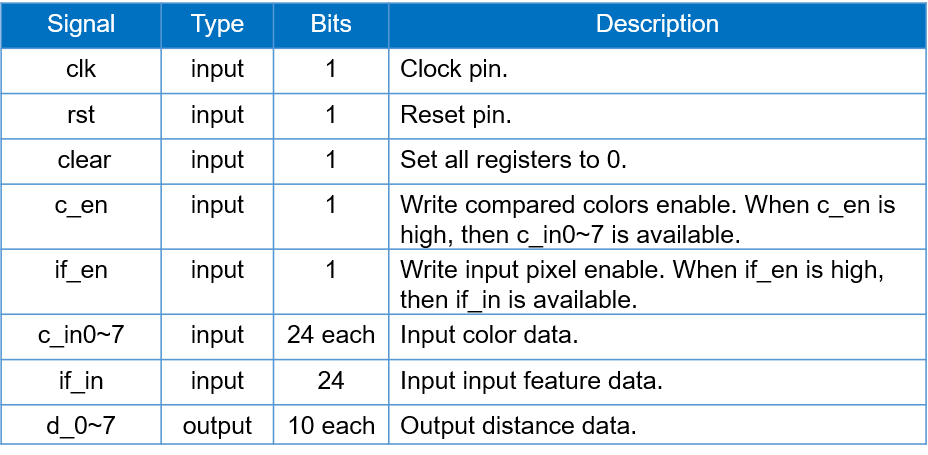 Signal Type Bits Description
clk input 1 Clock pin.
rst input 1 Reset pin.
clear input 1 Set all registers to 0.
c_en input 1 Write compared colors enable. When c_en is
high, then c_in0~7 is available.
if_en input 1 Write input pixel enable. When if_en is high,
then if_in is available.
c_in0~7 input 24 each Input color data.
if_in input 24 Input input feature data.
d_0~7 output 10 each Output distance data.